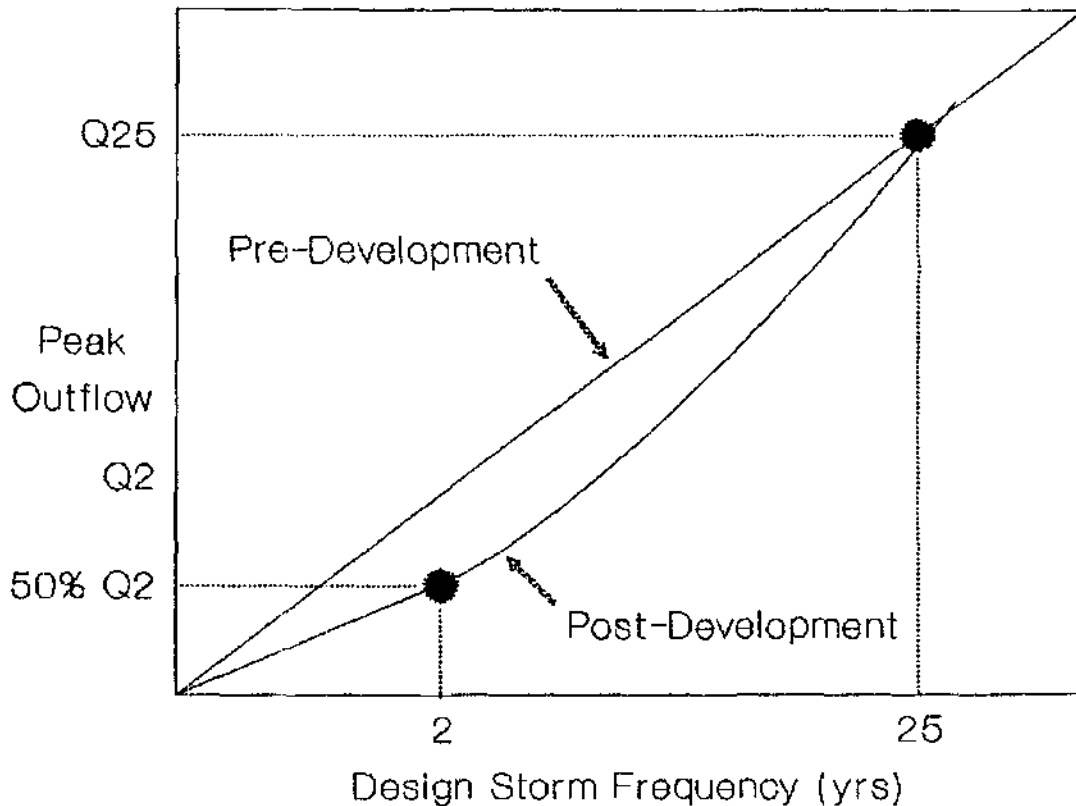 Q25
Pre-Development
Peak
Outflow
Q2
50% Q2
Post-Development
2
25
Design Storm Frequency (yrs)